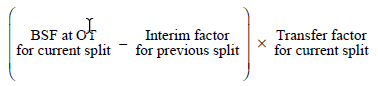 ( BSF at OT for current split − Interim factor for previous split ) × Transfer factor for current split